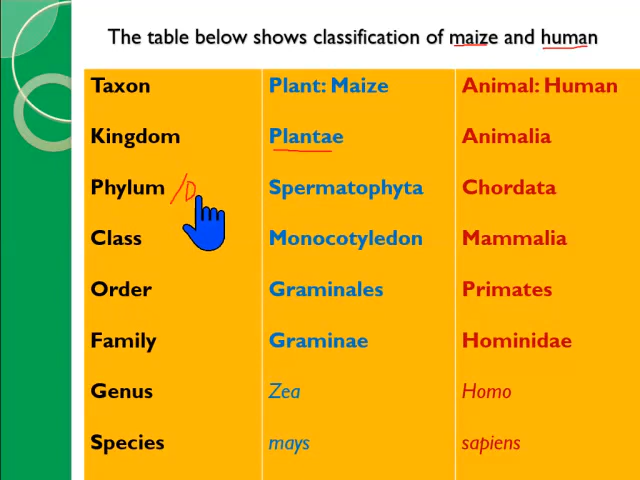 The table below shows classification of maize and human
Taxon Plant: Maize Animal: Human
Kingdom Plantae Animalia
Phylum /D Spermatophyta Chordata
Class Monocotyledon Mammalia
Order Graminales Primates
Family Graminae Hominidae
Genus Zea Homo
Species mays sapiens